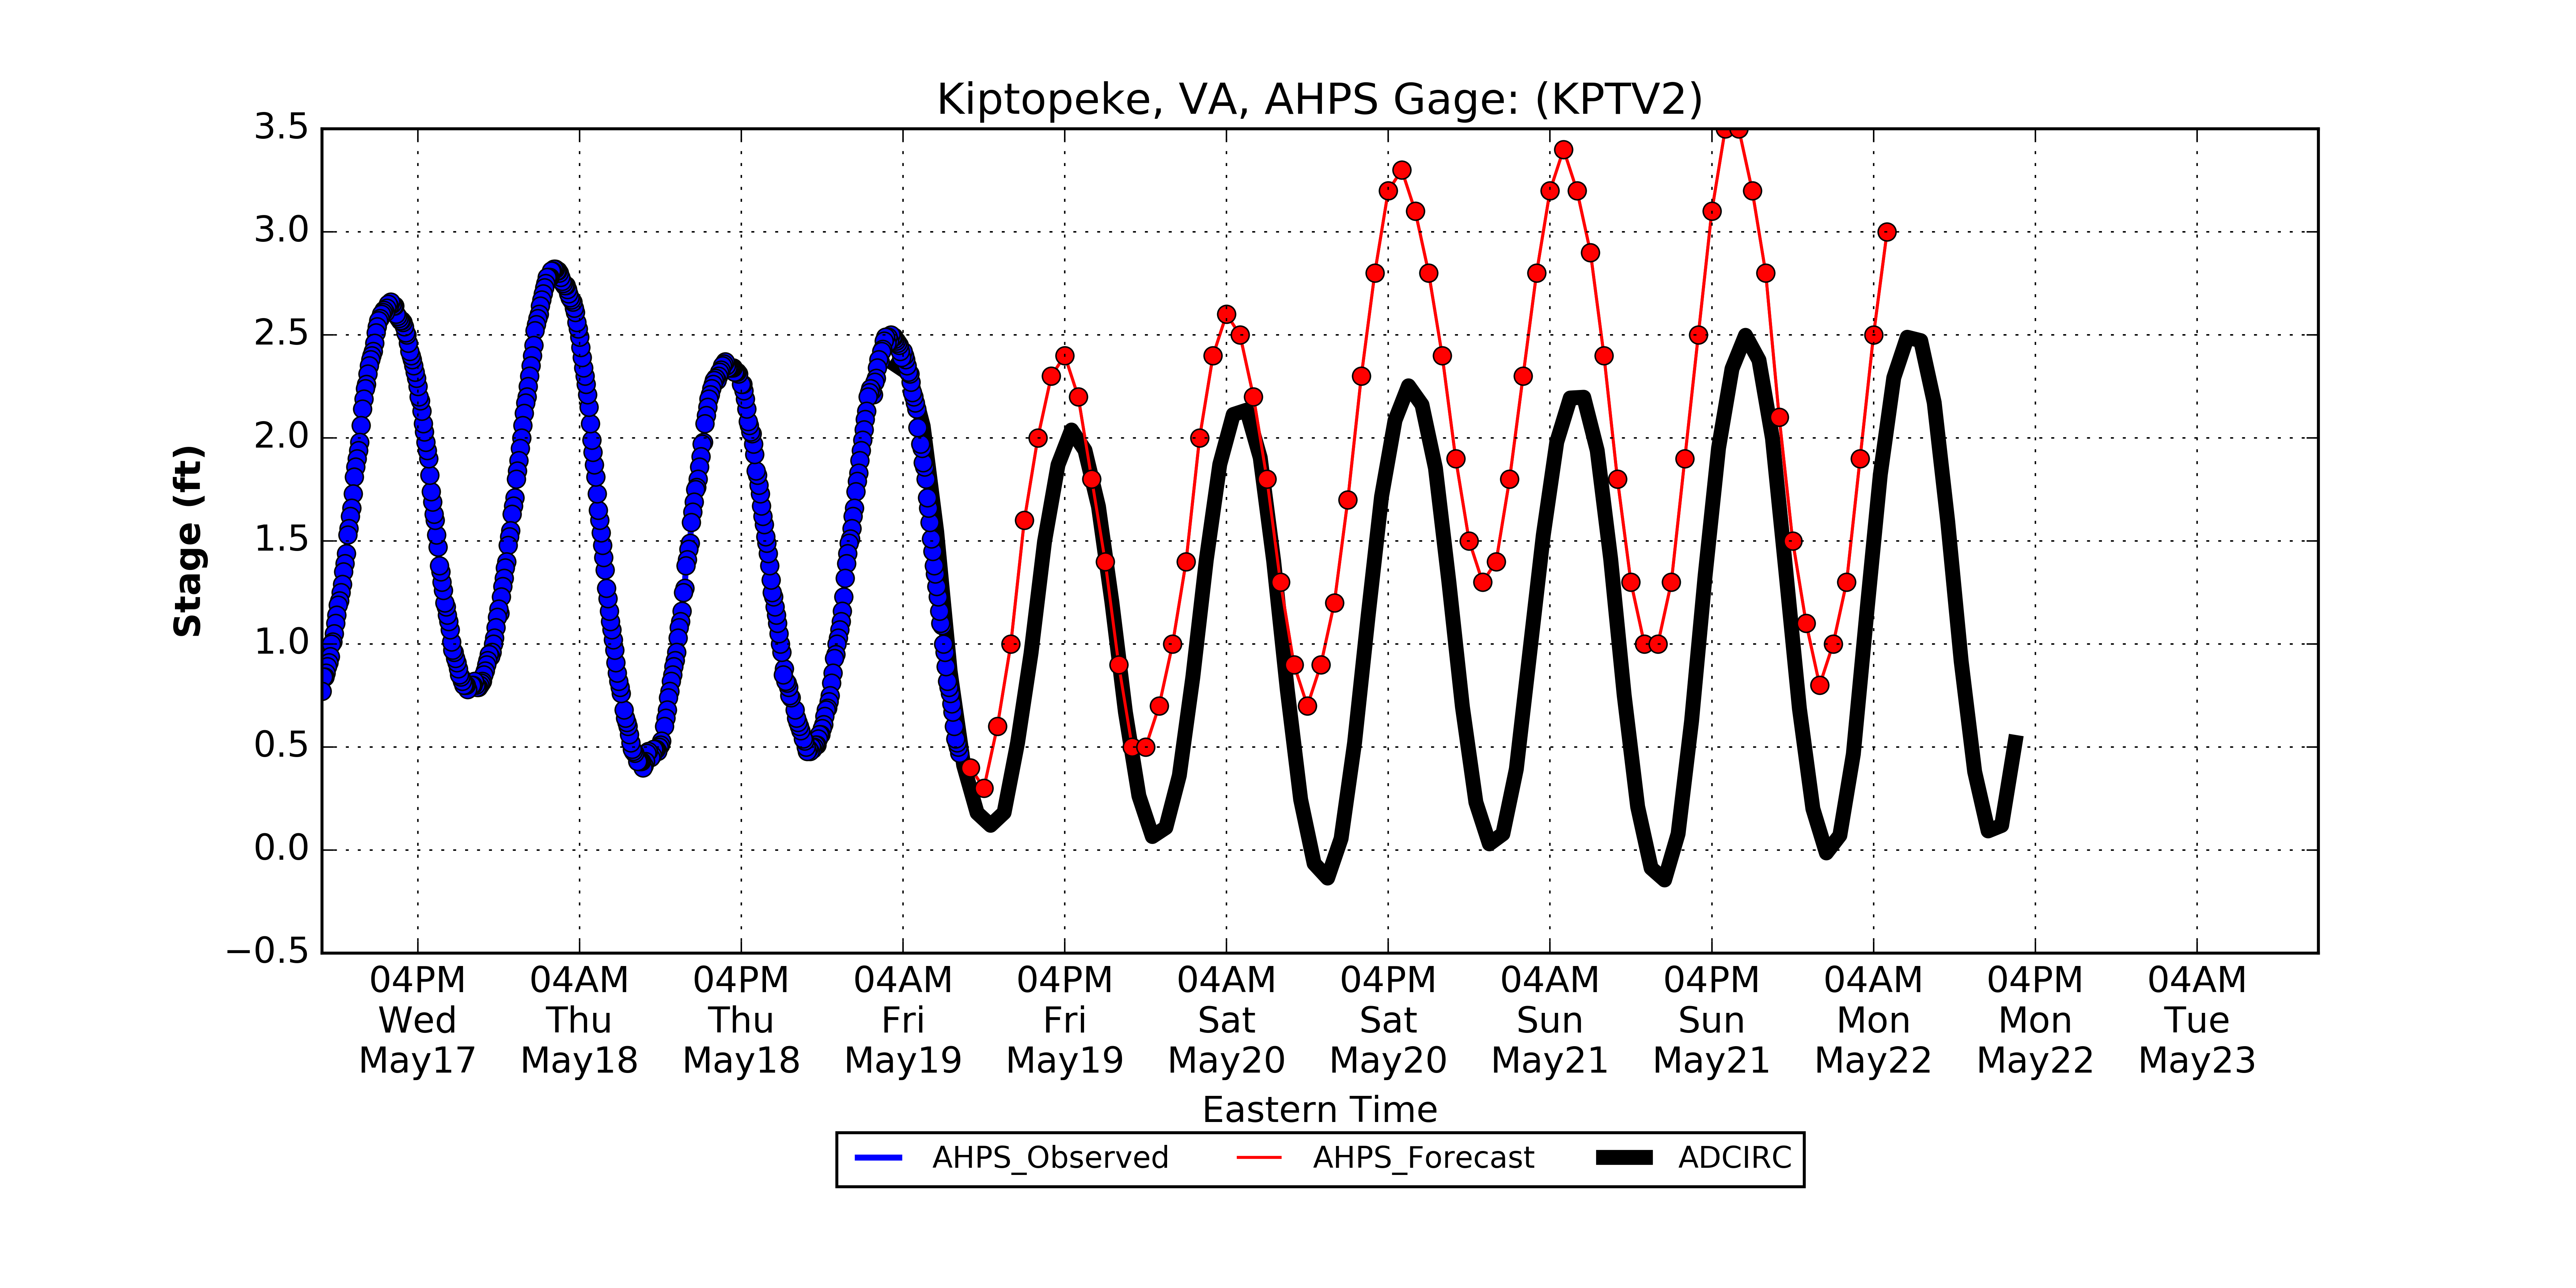 Kiptopeke, VA, AHPS Gage: (KPTV2)
3.5
3.0
2.5
2.0
1.5
1.0
0.5
0.0
−0.5
Stage (ft)
04PM 04AM 04PM 04AM 04PM 04AM 04PM 04AM 04PM 04AM 04PM 04AM
Wed Thu Thu Fri Fri Sat Sat Sun Sun Mon Mon Tue
May17 May18 May18 May19 May19 May20 May20 May21 May21 May22 May22 May23
Eastern Time
AHPS_Observed AHPS_Forecast ADCIRC